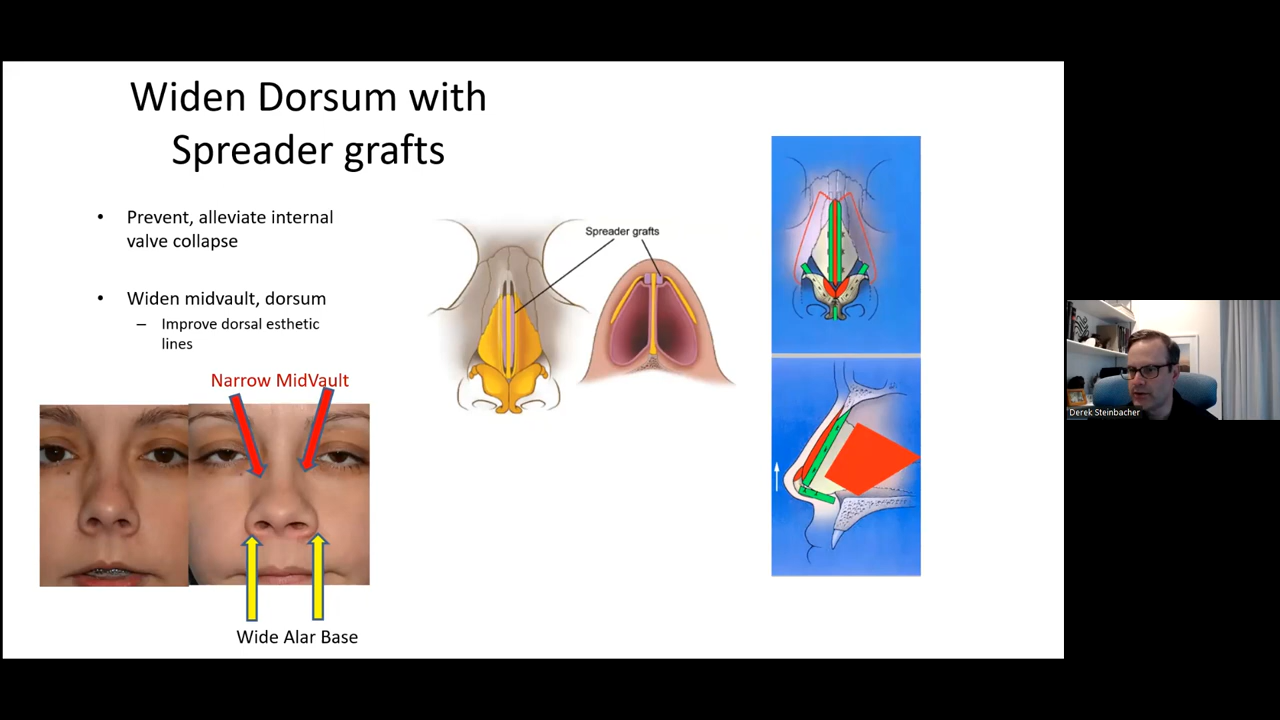 Widen Dorsum with
Spreader grafts
• Prevent, alleviate internal
valve collapse
• Widen midvault, dorsum
– Improve dorsal esthetic
lines
Narrow MidVault
Wide Alar Base
Spreader grafts
Derek Steinbacher